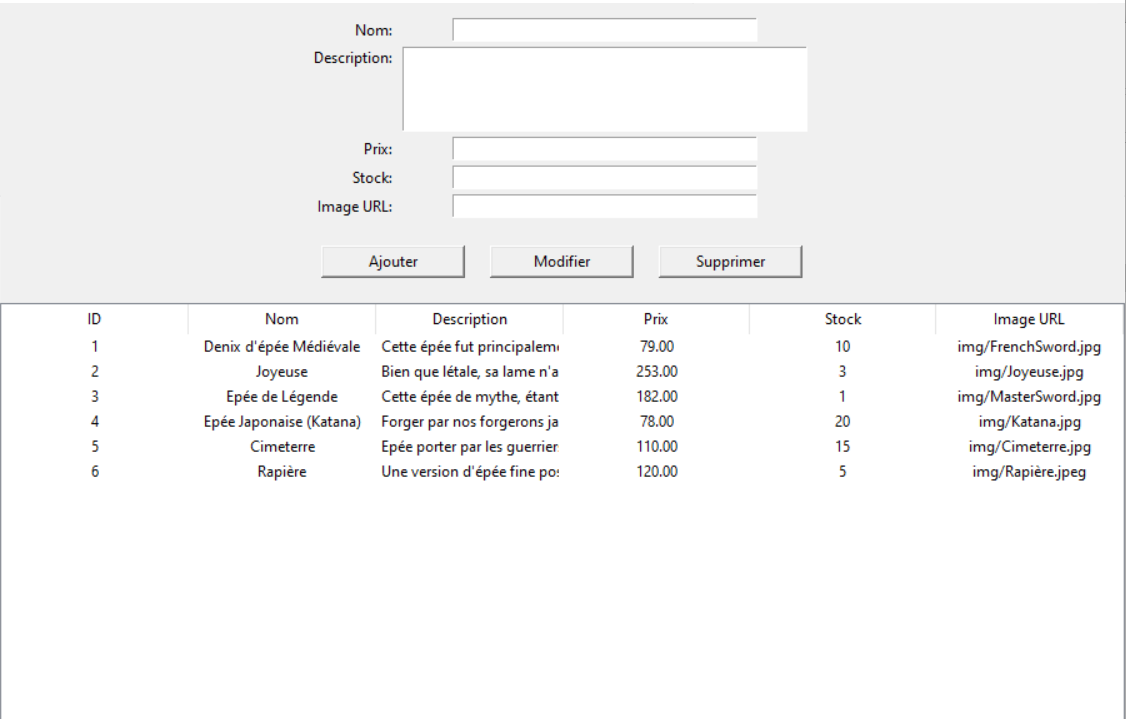 Nom:
Description:
Prix:
Stock:
Image URL:
Ajouter Modifier Supprimer
ID Nom Description Prix Stock Image URL
1 Denix d'épée Médiévale Cette épée fut principaleme 79.00 10 img/FrenchSword.jpg
2 Joyeuse Bien que létale, sa lame n'a 253.00 3 img/Joyeuse.jpg
3 Epée de Légende Cette épée de mythe, étant 182.00 1 img/MasterSword.jpg
4 Epée Japonaise (Katana) Forger par nos forgerons ja 78.00 20 img/Katana.jpg
5 Cimeterre Epée porter par les guerrier 110.00 15 img/Cimeterre.jpg
6 Rapière Une version d'épée fine pos 120.00 5 img/Rapière.jpeg